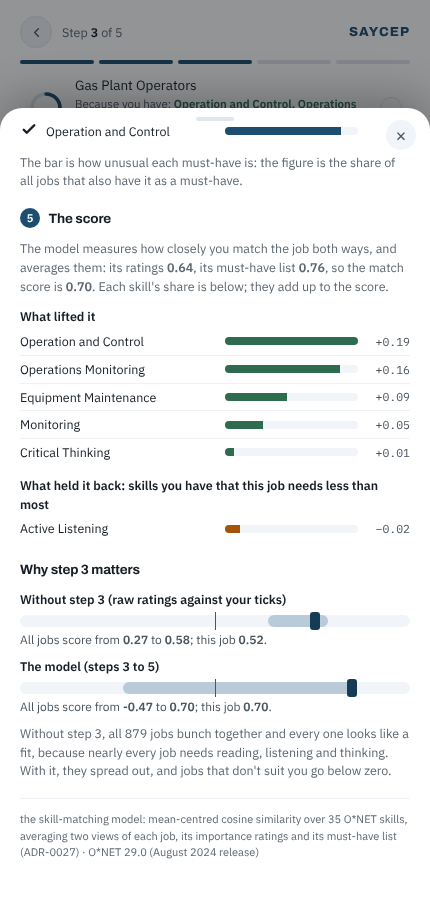 Step 3 of 5
SAYCEP
Gas Plant Operators
Because you have: Operation and Control, Operations
Operation and Control
The bar is how unusual each must-have is: the figure is the share of
all jobs that also have it as a must-have.
5 The score
The model measures how closely you match the job both ways, and
averages them: its ratings 0.64, its must-have list 0.76, so the match
score is 0.70. Each skill's share is below; they add up to the score.
What lifted it
Operation and Control +0.19
Operations Monitoring +0.16
Equipment Maintenance +0.09
Monitoring +0.05
Critical Thinking +0.01
What held it back: skills you have that this job needs less than
most
Active Listening −0.02
Why step 3 matters
Without step 3 (raw ratings against your ticks)
All jobs score from 0.27 to 0.58; this job 0.52.
The model (steps 3 to 5)
All jobs score from -0.47 to 0.70; this job 0.70.
Without step 3, all 879 jobs bunch together and every one looks like a
fit, because nearly every job needs reading, listening and thinking.
With it, they spread out, and jobs that don't suit you go below zero.
the skill-matching model: mean-centred cosine similarity over 35 O*NET skills,
averaging two views of each job, its importance ratings and its must-have list
(ADR-0027) · O*NET 29.0 (August 2024 release)